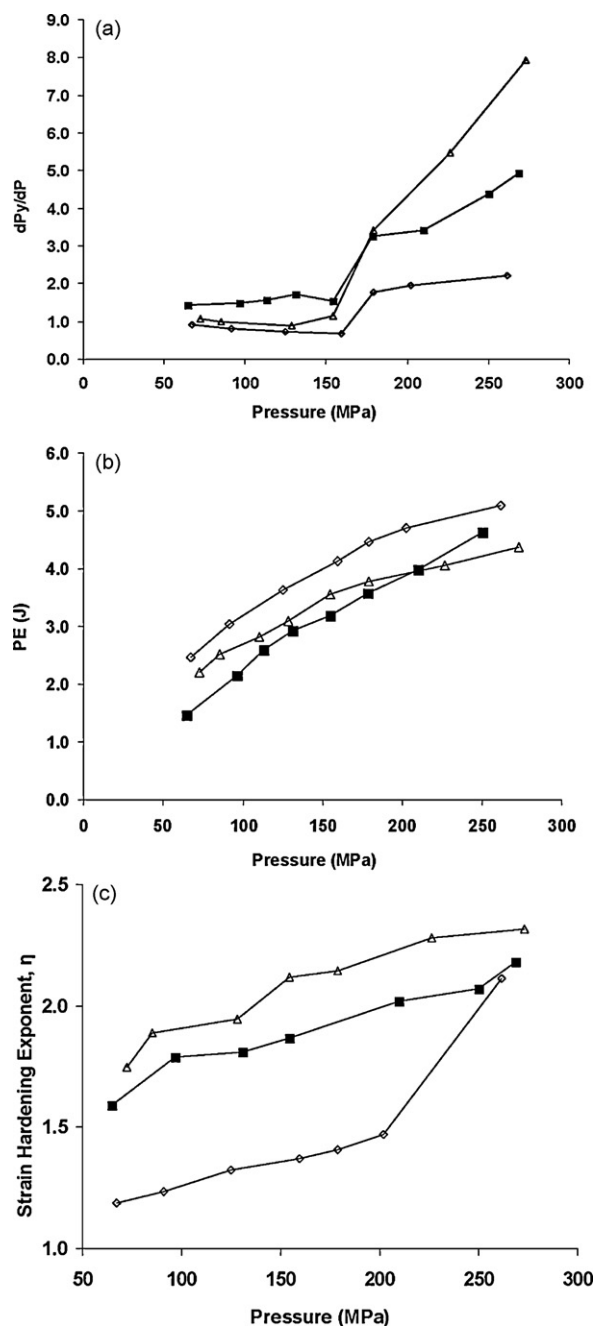 (a)
9.0
8.0
7.0
6.0
5.0
4.0
3.0
2.0
1.0
0.0
dPy/dP
0 50 100 150 200 250 300
Pressure (MPa)
(b)
6.0
5.0
4.0
3.0
2.0
1.0
0.0
PE (J)
0 50 100 150 200 250 300
Pressure (MPa)
(c)
2.5
2.0
1.5
1.0
Strain Hardening Exponent, η
50 100 150 200 250 300
Pressure (MPa)